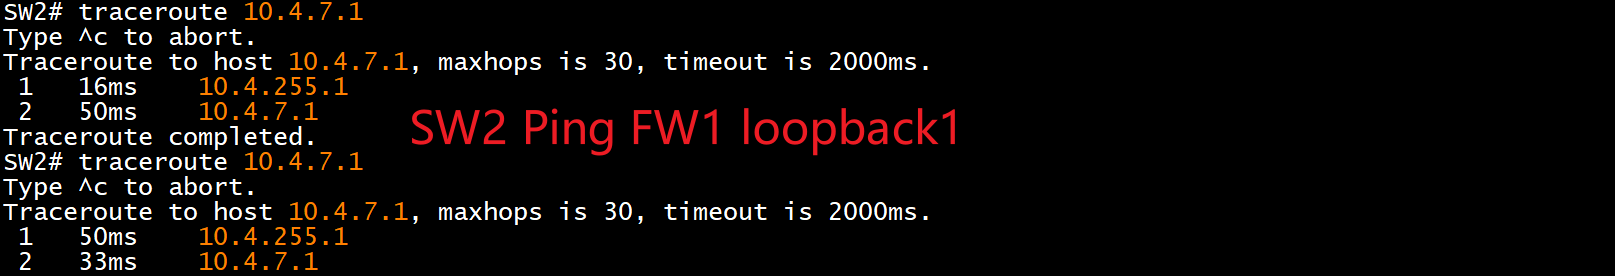 SW2# traceroute 10.4.7.1
Type ^c to abort.
Traceroute to host 10.4.7.1, maxhops is 30, timeout is 2000ms.
1 16ms 10.4.255.1
2 50ms 10.4.7.1
Traceroute completed.
SW2 Ping FW1 loopback1
SW2# traceroute 10.4.7.1
Type ^c to abort.
Traceroute to host 10.4.7.1, maxhops is 30, timeout is 2000ms.
1 50ms 10.4.255.1
2 33ms 10.4.7.1